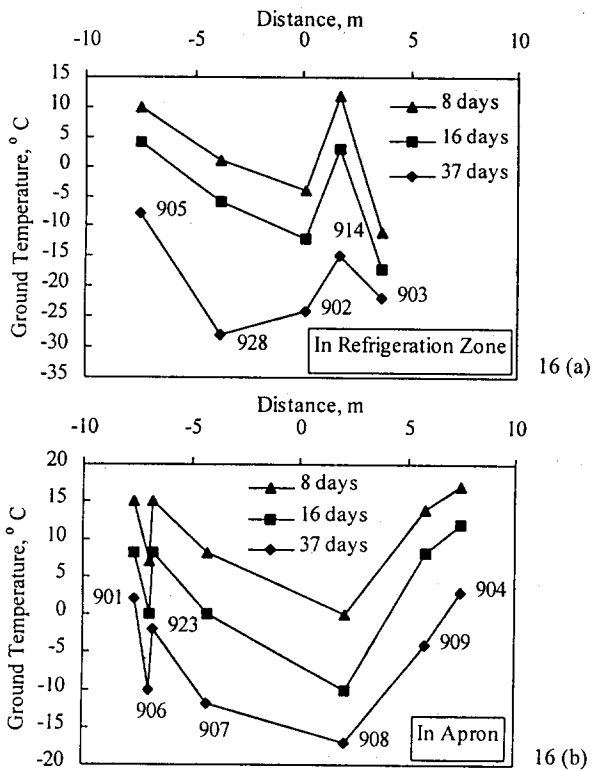 Distance, m
-10 -5 0 5 10
Ground Temperature, ° C
15
10
5
0
-5
-10
-15
-20
-25
-30
-35
8 days
16 days
37 days
905
928
902
914
903
In Refrigeration Zone
16 (a)
Distance, m
-10 -5 0 5 10
Ground Temperature, ° C
20
15
10
5
0
-5
-10
-15
-20
8 days
16 days
37 days
901
906
923
907
908
909
904
In Apron
16 (b)